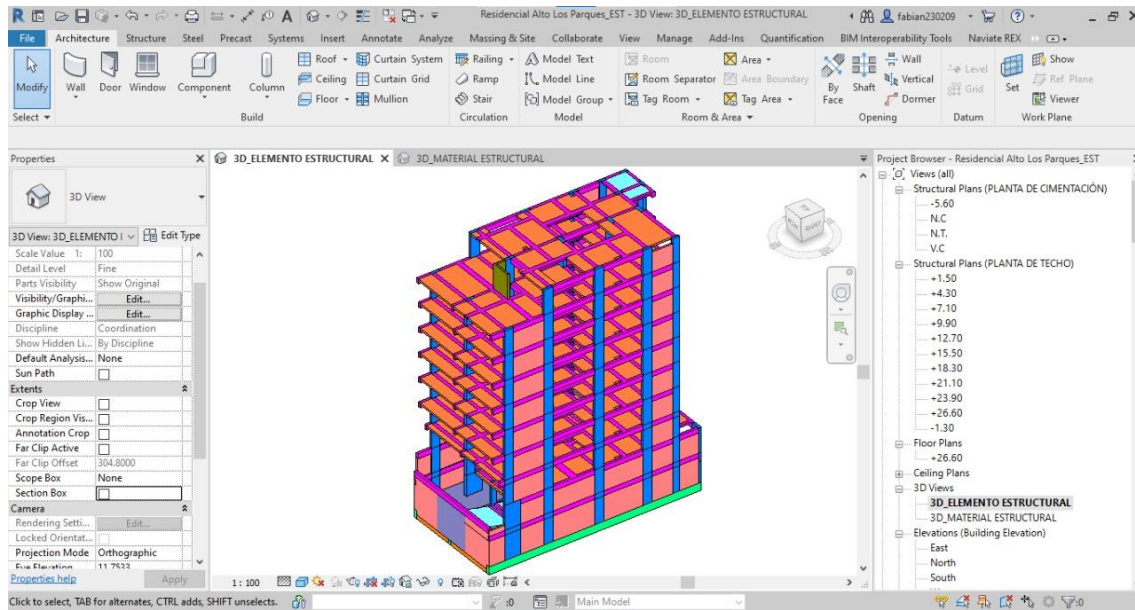 Residencial Alto Los Parques_EST - 3D View: 3D_ELEMENTO ESTRUCTURAL
fabian230209
File Architecture Structure Steel Precast Systems Insert Annotate Analyze Massing & Site Collaborate View Manage Add-Ins Quantification BIM Interoperability Tools Naviate REX
Modify
Wall Door Window Component Column
Roof Curtain System
Ceiling Curtain Grid
Floor Mullion
Railing
Ramp
Stair
Model Text
Model Line
Model Group
Room
Room Separator
Tag Room
Area
Area Boundary
Tag Area
By Face
Shaft
Wall
Vertical
Dormer
Level
Grid
Set
Show
Ref Plane
Viewer
Select Build Circulation Model Room & Area Opening Datum Work Plane
Properties
3D View
3D View: 3D_ELEMENTO Edit Type
Scale Value 1: 100
Detail Level Fine
Parts Visibility Show Original
Visibility/Graphi... Edit...
Graphic Display ... Edit...
Discipline Coordination
Show Hidden Li... By Discipline
Default Analysis... None
Sun Path
Extents
Crop View
Crop Region Vis...
Annotation Crop
Far Clip Active
Far Clip Offset 304.8000
Scope Box None
Section Box
Camera
Rendering Setti... Edit...
Locked Orientat...
Projection Mode Orthographic
Eye Elevation 11.7533
Properties help Apply
3D_ELEMENTO ESTRUCTURAL 3D_MATERIAL ESTRUCTURAL
1 : 100
Project Browser - Residencial Alto Los Parques_EST
Views (all)
Structural Plans (PLANTA DE CIMENTACIÓN)
-5.60
N.C
N.T.
V.C
Structural Plans (PLANTA DE TECHO)
+1.50
+4.30
+7.10
+9.90
+12.70
+15.50
+18.30
+21.10
+23.90
+26.60
-1.30
Floor Plans
+26.60
Ceiling Plans
3D Views
3D_ELEMENTO ESTRUCTURAL
3D_MATERIAL ESTRUCTURAL
Elevations (Building Elevation)
East
North
South
Click to select, TAB for alternates, CTRL adds, SHIFT unselects. :0 Main Model :0